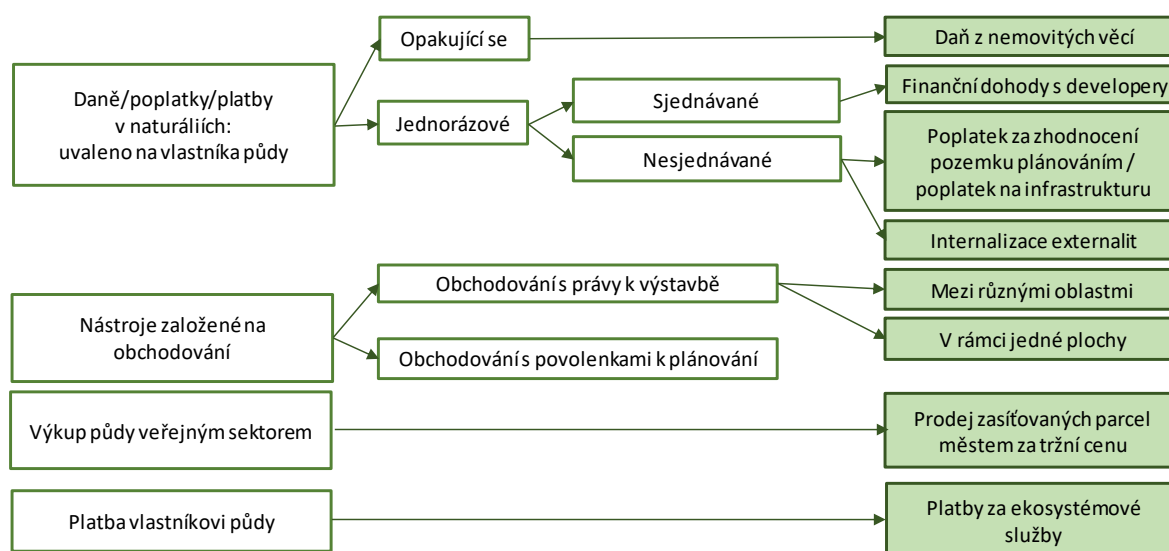 Opakující se
Daň z nemovitých věcí
Daně/poplatky/platby
v naturáliích:
uvaleno na vlastníka půdy
Jednorázové
Sjednávané
Finanční dohody s developery
Nesjednávané
Poplatek za zhodnocení
pozemku plánováním /
poplatek na infrastrukturu
Internalizace externalit
Nástroje založené na
obchodování
Obchodování s právy k výstavbě
Mezi různými oblastmi
V rámci jedné plochy
Obchodování s povolenkami k plánování
Výkup půdy veřejným sektorem
Prodej zasíťovaných parcel
městem za tržní cenu
Platba vlastníkovi půdy
Platby za ekosystémové
služby